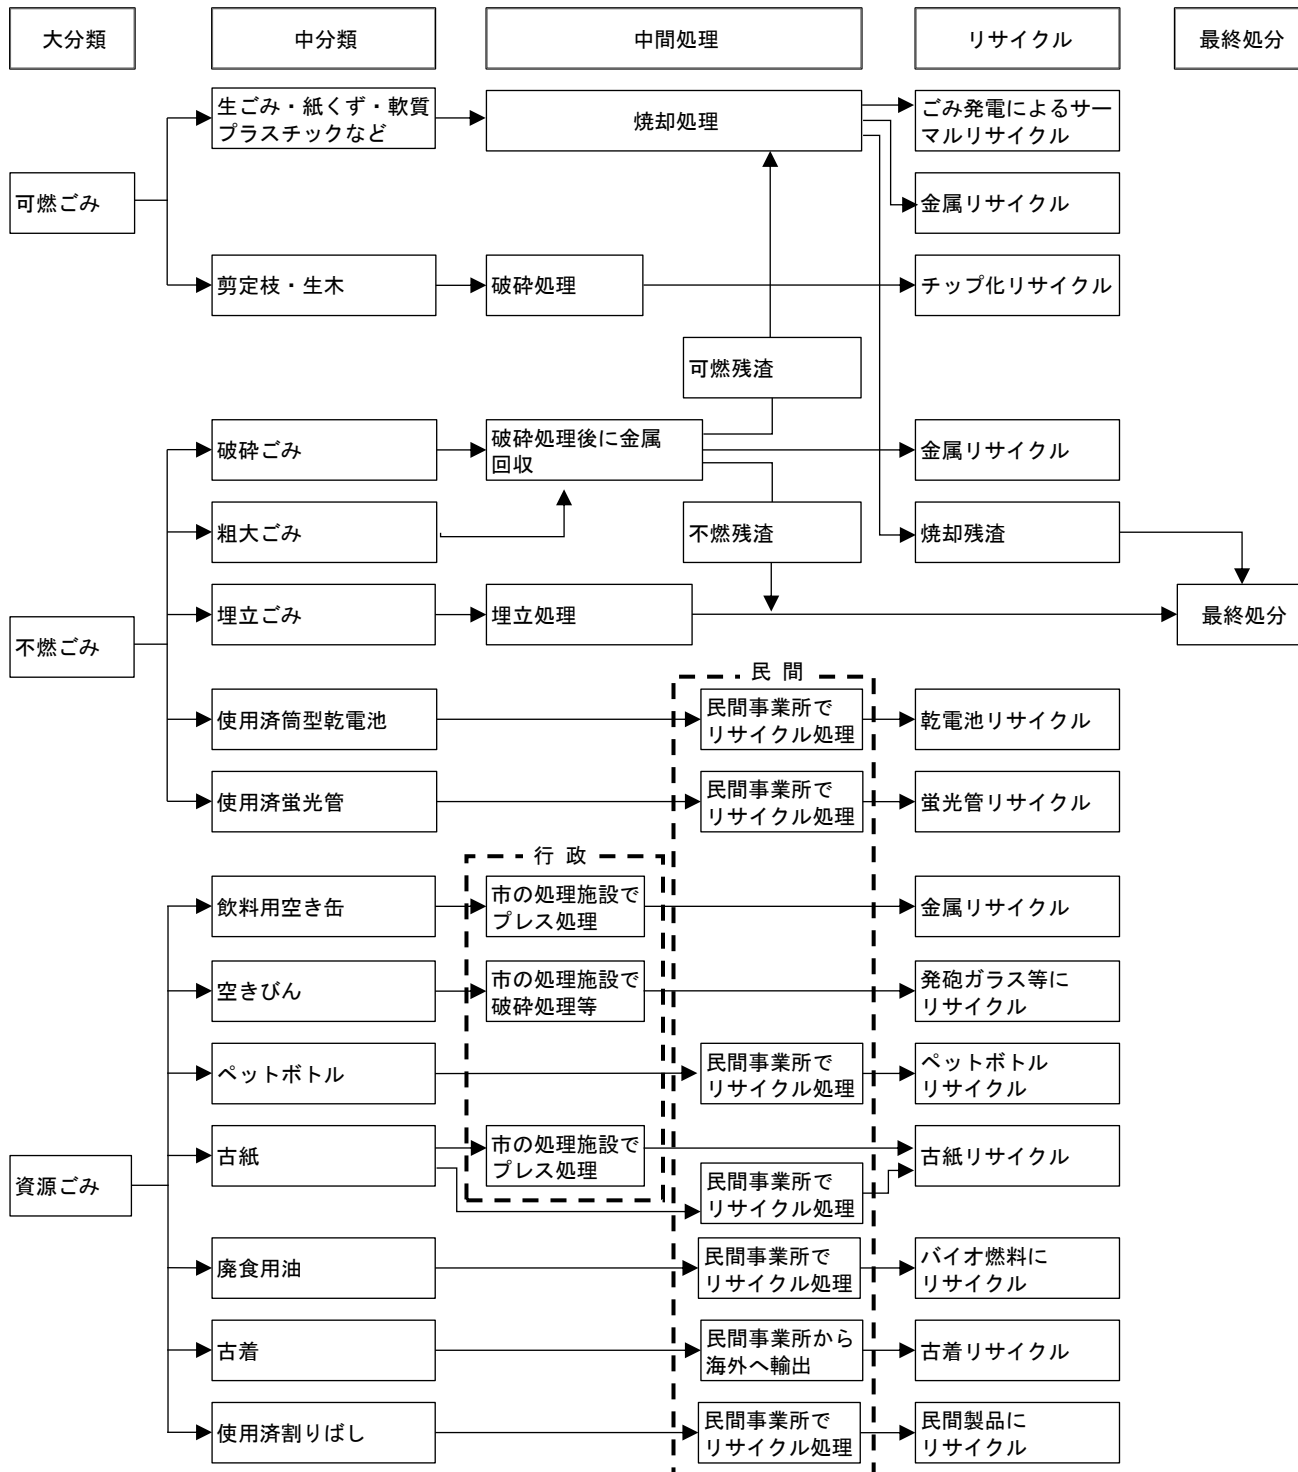 大分類
中分類
中間処理
リサイクル
最終処分
可燃ごみ
生ごみ・紙くず・軟質
プラスチックなど
焼却処理
ごみ発電によるサー
マルリサイクル
金属リサイクル
剪定枝・生木
破砕処理
チップ化リサイクル
可燃残渣
不燃ごみ
破砕ごみ
破砕処理後に金属
回収
金属リサイクル
粗大ごみ
不燃残渣
焼却残渣
埋立ごみ
埋立処理
最終処分
民 間
使用済筒型乾電池
民間事業所で
リサイクル処理
乾電池リサイクル
使用済蛍光管
民間事業所で
リサイクル処理
蛍光管リサイクル
行 政
資源ごみ
飲料用空き缶
市の処理施設で
プレス処理
金属リサイクル
空きびん
市の処理施設で
破砕処理等
発砲ガラス等に
リサイクル
ペットボトル
民間事業所で
リサイクル処理
ペットボトル
リサイクル
古紙
市の処理施設で
プレス処理
民間事業所で
リサイクル処理
古紙リサイクル
廃食用油
民間事業所で
リサイクル処理
バイオ燃料に
リサイクル
古着
民間事業所から
海外へ輸出
古着リサイクル
使用済割りばし
民間事業所で
リサイクル処理
民間製品に
リサイクル